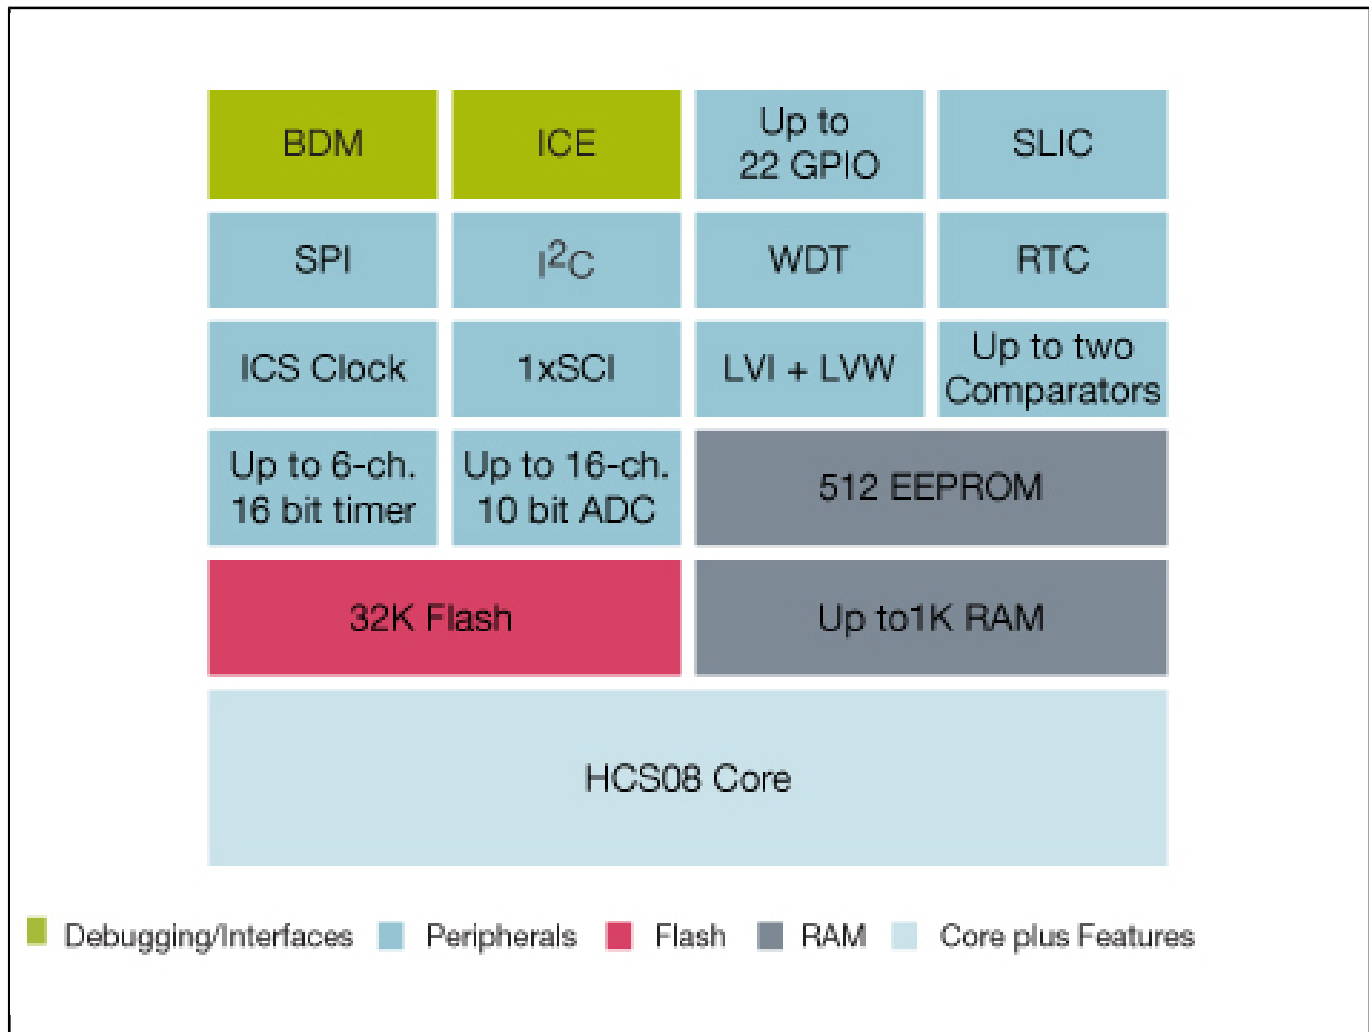 BDM
ICE
Up to
22 GPIO
SLIC
SPI
I²C
WDT
RTC
ICS Clock
1xSCI
LVI + LVW
Up to two
Comparators
Up to 6-ch.
16 bit timer
Up to 16-ch.
10 bit ADC
512 EEPROM
32K Flash
Up to1K RAM
HCS08 Core
Debugging/Interfaces
Peripherals
Flash
RAM
Core plus Features